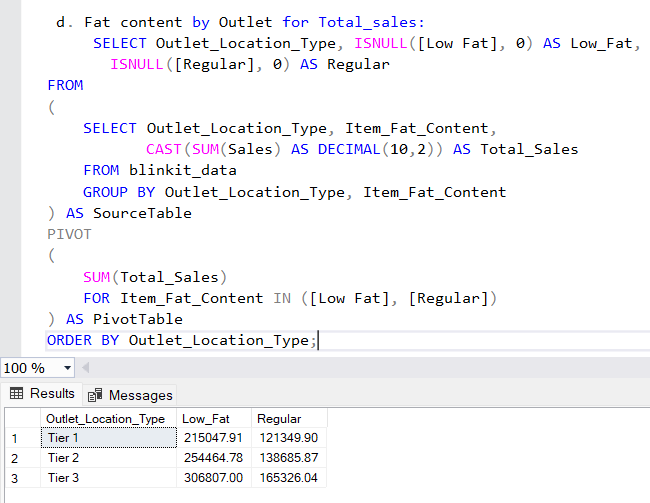 d. Fat content by Outlet for Total_sales:
SELECT Outlet_Location_Type, ISNULL([Low Fat], 0) AS Low_Fat,
ISNULL([Regular], 0) AS Regular
FROM
(
SELECT Outlet_Location_Type, Item_Fat_Content,
CAST(SUM(Sales) AS DECIMAL(10,2)) AS Total_Sales
FROM blinkit_data
GROUP BY Outlet_Location_Type, Item_Fat_Content
) AS SourceTable
PIVOT
(
SUM(Total_Sales)
FOR Item_Fat_Content IN ([Low Fat], [Regular])
) AS PivotTable
ORDER BY Outlet_Location_Type;
100 %
Results Messages
Outlet_Location_Type Low_Fat Regular
1 Tier 1 215047.91 121349.90
2 Tier 2 254464.78 138685.87
3 Tier 3 306807.00 165326.04